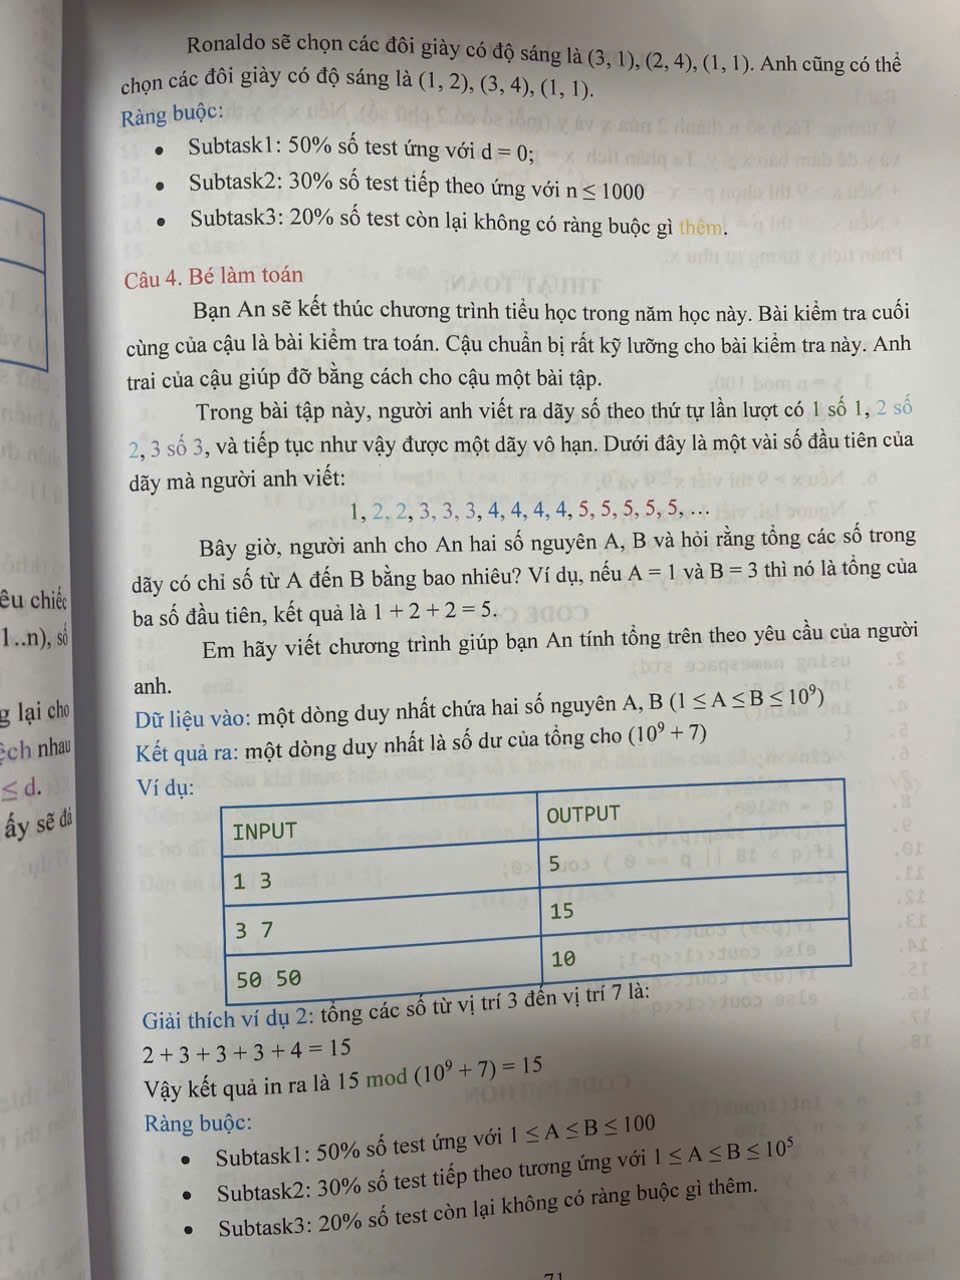 Ronaldo sẽ chọn các đôi giày có độ sáng là (3, 1), (2, 4), (1, 1). Anh cũng có thể
chọn các đôi giày có độ sáng là (1, 2), (3, 4), (1, 1).
Ràng buộc:
• Subtask1: 50% số test ứng với d = 0;
• Subtask2: 30% số test tiếp theo ứng với n ≤ 1000
• Subtask3: 20% số test còn lại không có ràng buộc gì thêm.
Câu 4. Bé làm toán
Bạn An sẽ kết thúc chương trình tiểu học trong năm học này. Bài kiểm tra cuối
cùng của cậu là bài kiểm tra toán. Cậu chuẩn bị rất kỹ lưỡng cho bài kiểm tra này. Anh
trai của cậu giúp đỡ bằng cách cho cậu một bài tập.
Trong bài tập này, người anh viết ra dãy số theo thứ tự lần lượt có 1 số 1, 2 số
2, 3 số 3, và tiếp tục như vậy được một dãy vô hạn. Dưới đây là một vài số đầu tiên của
dãy mà người anh viết:
1, 2, 2, 3, 3, 3, 4, 4, 4, 4, 5, 5, 5, 5, 5, …
Bây giờ, người anh cho An hai số nguyên A, B và hỏi rằng tổng các số trong
dãy có chỉ số từ A đến B bằng bao nhiêu? Ví dụ, nếu A = 1 và B = 3 thì nó là tổng của
ba số đầu tiên, kết quả là 1 + 2 + 2 = 5.
Em hãy viết chương trình giúp bạn An tính tổng trên theo yêu cầu của người
anh.
Dữ liệu vào: một dòng duy nhất chứa hai số nguyên A, B (1 ≤ A ≤ B ≤ 10⁹)
Kết quả ra: một dòng duy nhất là số dư của tổng cho (10⁹ + 7)
Ví dụ:
INPUT OUTPUT
1 3 5
3 7 15
50 50 10
Giải thích ví dụ 2: tổng các số từ vị trí 3 đến vị trí 7 là:
2 + 3 + 3 + 3 + 4 = 15
Vậy kết quả in ra là 15 mod (10⁹ + 7) = 15
Ràng buộc:
• Subtask1: 50% số test ứng với 1 ≤ A ≤ B ≤ 100
• Subtask2: 30% số test tiếp theo tương ứng với 1 ≤ A ≤ B ≤ 10⁵
• Subtask3: 20% số test còn lại không có ràng buộc gì thêm.
êu chiếc
1..n), số
g lại cho
ệch nhau
≤ d.
ấy sẽ